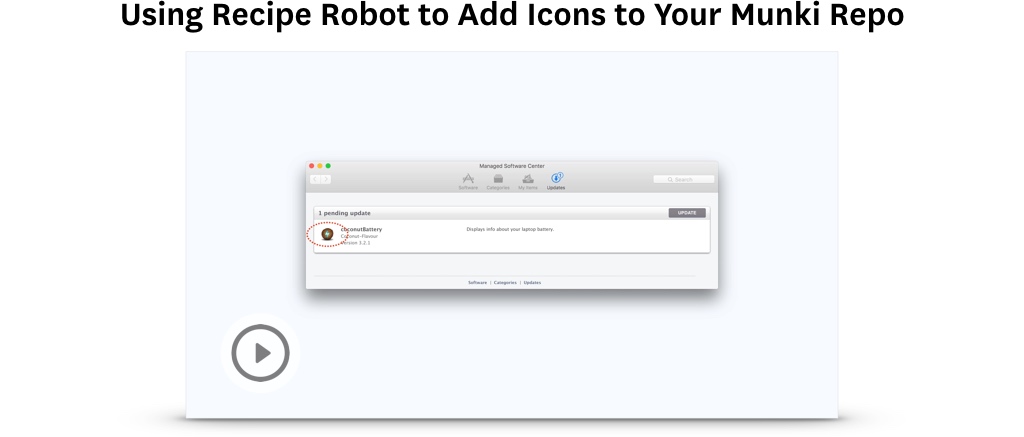 Using Recipe Robot to Add Icons to Your Munki Repo
Managed Software Center
Software Categories My Items Updates
Search
1 pending update
UPDATE
coconutBattery
Displays info about your laptop battery.
Coconut-Flavour
Version 3.2.1
Software | Categories | Updates